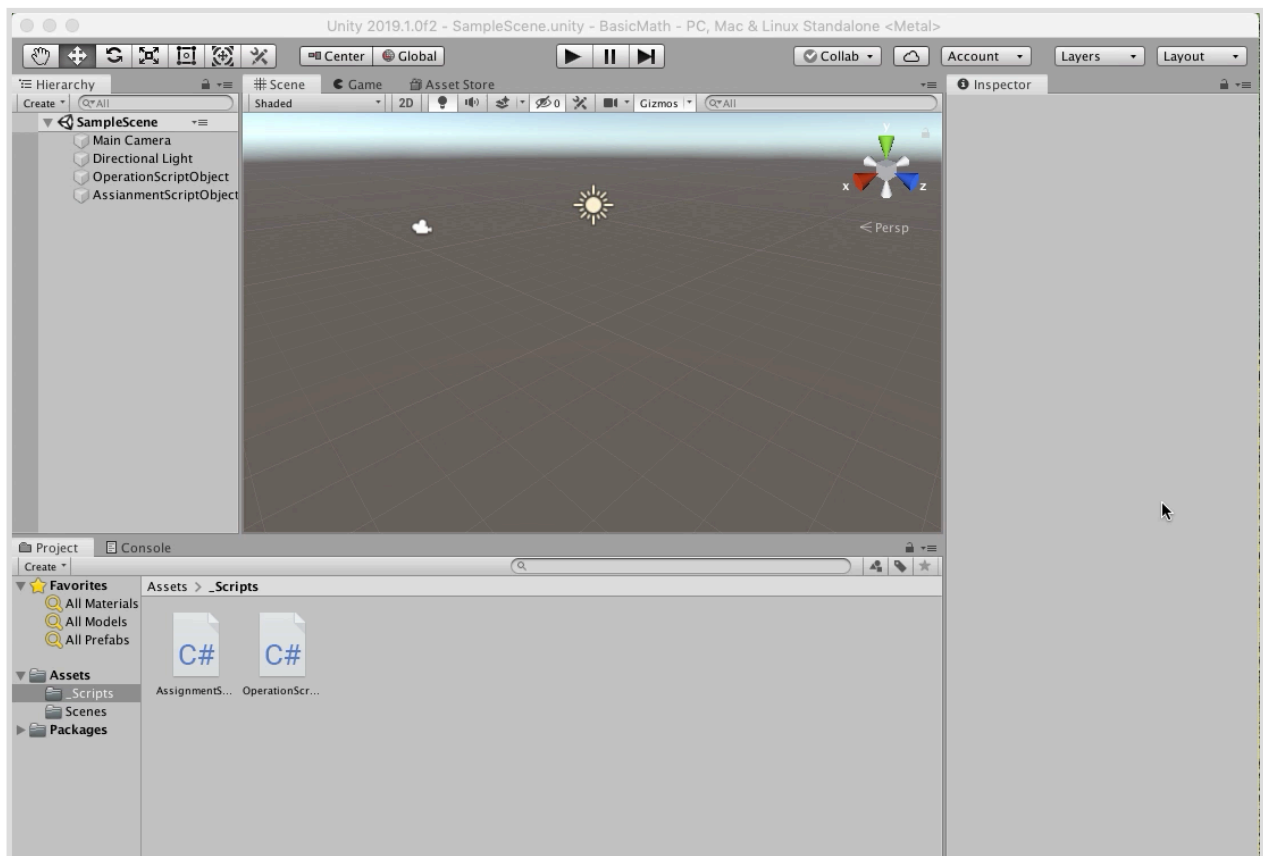 Unity 2019.1.0f2 - SampleScene.unity - BasicMath - PC, Mac & Linux Standalone <Metal>
Center Global Collab Account Layers Layout
Hierarchy
Create All
SampleScene
Main Camera
Directional Light
OperationScriptObject
AssianmentScriptObject
Scene Game Asset Store
Shaded 2D 0 Gizmos All
y
x z
Persp
Inspector
Project Console
Create
Favorites
All Materials
All Models
All Prefabs
Assets
_Scripts
Scenes
Packages
Assets > _Scripts
C# C#
AssignmentS... OperationScr...